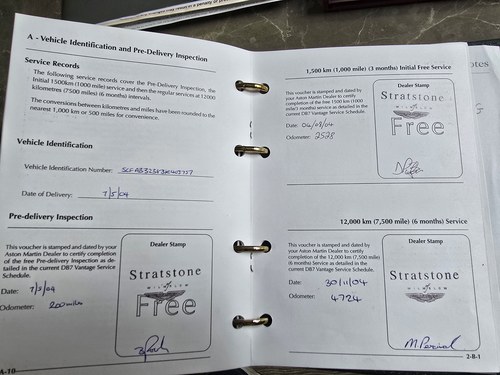 A - Vehicle Identification and Pre-Delivery Inspection
Service Records
The following service records cover the Pre-Delivery Inspection, the
Initial 1500km (1000 mile) service and then the regular services at 12000
kilometres (7500 miles) (6 months) intervals.
The conversions between kilometres and miles have been rounded to the
nearest 1,000 km or 500 miles for convenience.
Vehicle Identification
Vehicle Identification Number:
Date of Delivery: 7/5/04
Pre-delivery Inspection
This voucher is stamped and dated by your
Aston Martin Dealer to certify completion
of the free Pre-delivery Inspection as de-
tailed in the current DB7 Vantage Service
Schedule.
Date: 7/5/04
Odometer: 200 miles
Dealer Stamp
Stratstone
WILMSLOW
Free
A-10
1,500 km (1,000 mile) (3 months) Initial Free Service
This voucher is stamped and dated by
your Aston Martin Dealer to certify
completion of the free 1500 km (1000
mile)/3 months) service as detailed in
the current DB7 Vantage Service Schedule.
Date: 04/08/04
Odometer: 2528
Dealer Stamp
Stratstone
WILMSLOW
Free
12,000 km (7,500 mile) (6 months) Service
This voucher is stamped and dated by
your Aston Martin Dealer to certify
completion of the 12,000 km (7,500 miles)
(6 months) Service as detailed in the
current DB7 Vantage Service Schedule.
Date: 30/11/04
Odometer: 4724
Dealer Stamp
Stratstone
WILMSLOW
M. Percival
2-B-1
otes